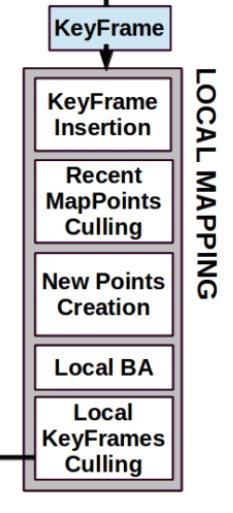 KeyFrame
KeyFrame
Insertion
Recent
MapPoints
Culling
New Points
Creation
Local BA
Local
KeyFrames
Culling
LOCAL MAPPING